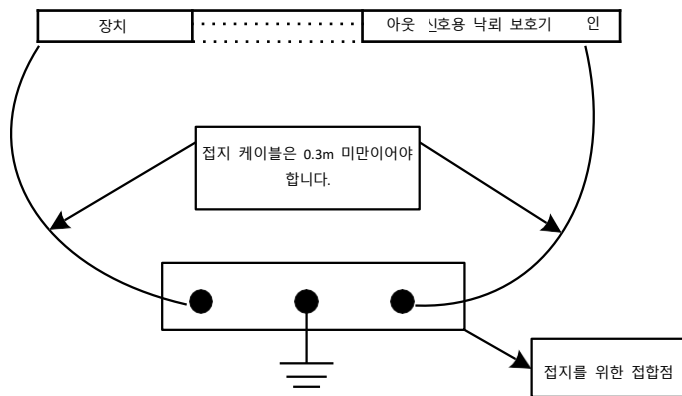 장치
아웃 신호용 낙뢰 보호기 인
접지 케이블은 0.3m 미만이어야
합니다.
접지를 위한 접합점